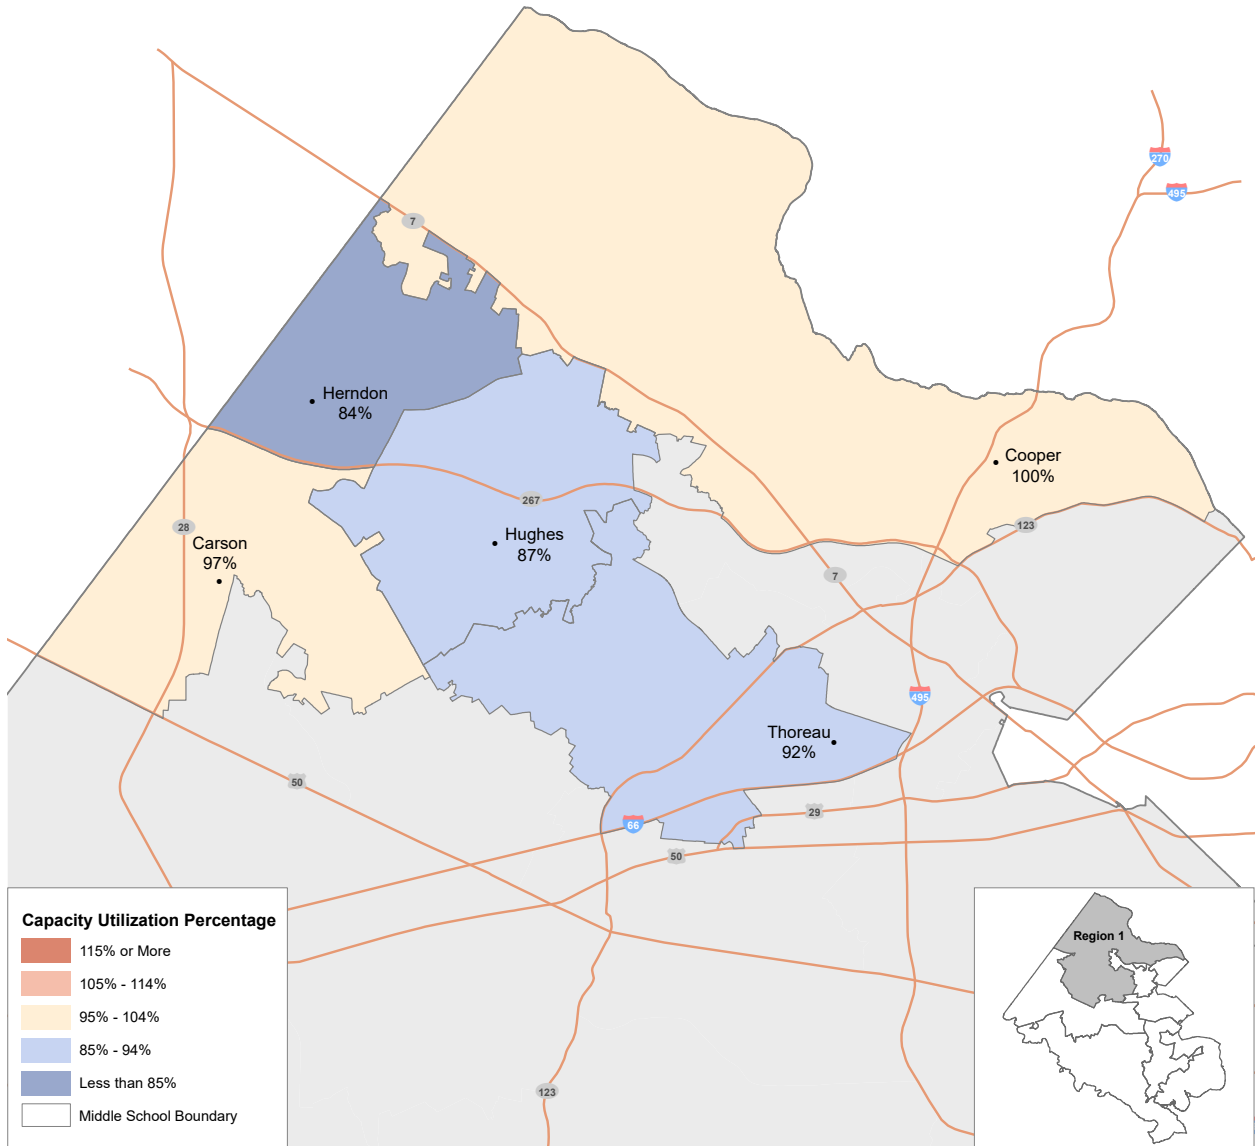 270
495
7
Herndon
84%
Cooper
100%
267
28
123
Hughes
87%
Carson
97%
7
495
Thoreau
92%
50
29
66
50
Capacity Utilization Percentage
115% or More
105% - 114%
95% - 104%
85% - 94%
Less than 85%
Middle School Boundary
Region 1
123